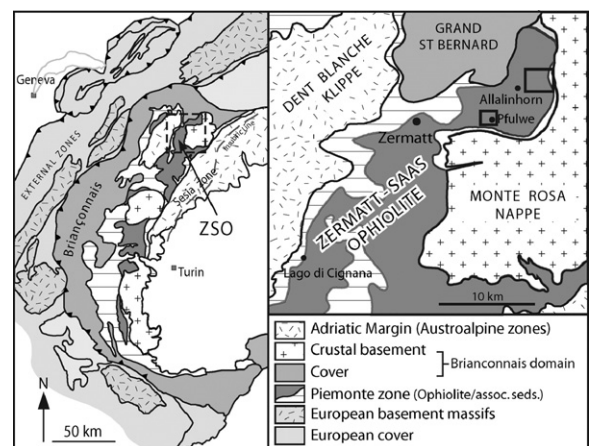 Geneva
EXTERNAL ZONES
Briançonnais
Sesia Zone
ZSO
Turin
N
50 km
GRAND
ST BERNARD
DENT BLANCHE
KLIPPE
Allalinhorn
Pfulwe
Zermatt
ZERMATT-SAAS
OPHIOLITE
MONTE ROSA
NAPPE
Lago di Cignana
10 km
Adriatic Margin (Austroalpine zones)
Crustal basement
Cover
Brianconnais domain
Piemonte zone (Ophiolite/assoc. seds.)
European basement massifs
European cover